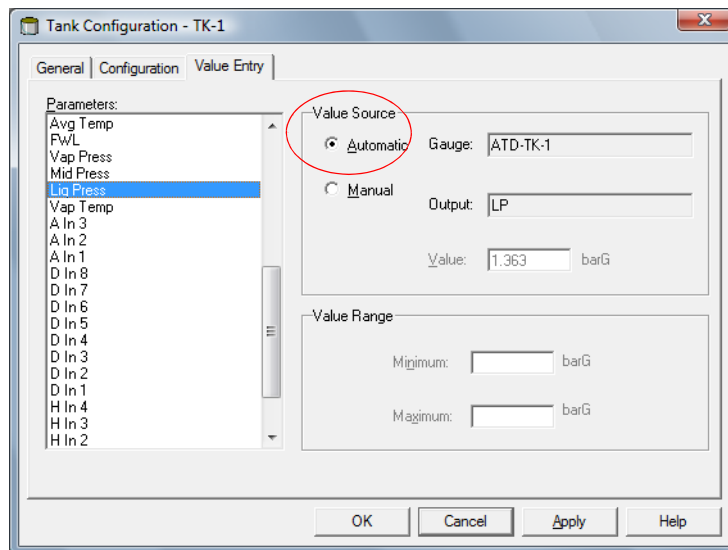 Tank Configuration - TK-1
General
Configuration
Value Entry
Parameters:
Avg Temp
FWL
Vap Press
Mid Press
Liq Press
Vap Temp
A In 3
A In 2
A In 1
D In 8
D In 7
D In 6
D In 5
D In 4
D In 3
D In 2
D In 1
H In 4
H In 3
H In 2
Value Source
Automatic
Gauge: ATD-TK-1
Manual
Output: LP
Value: 1.363 barG
Value Range
Minimum: barG
Maximum: barG
OK
Cancel
Apply
Help